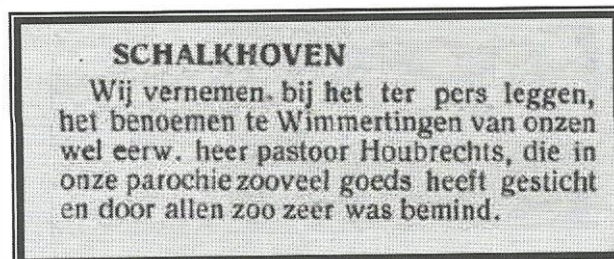 SCHALKHOVEN
Wij vernemen. bij het ter pers leggen,
het benoemen te Wimmertingen van onzen
wel eerw. heer pastoor Houbrechts, die in
onze parochie zooveel goeds heeft gesticht
en door allen zoo zeer was bemind.